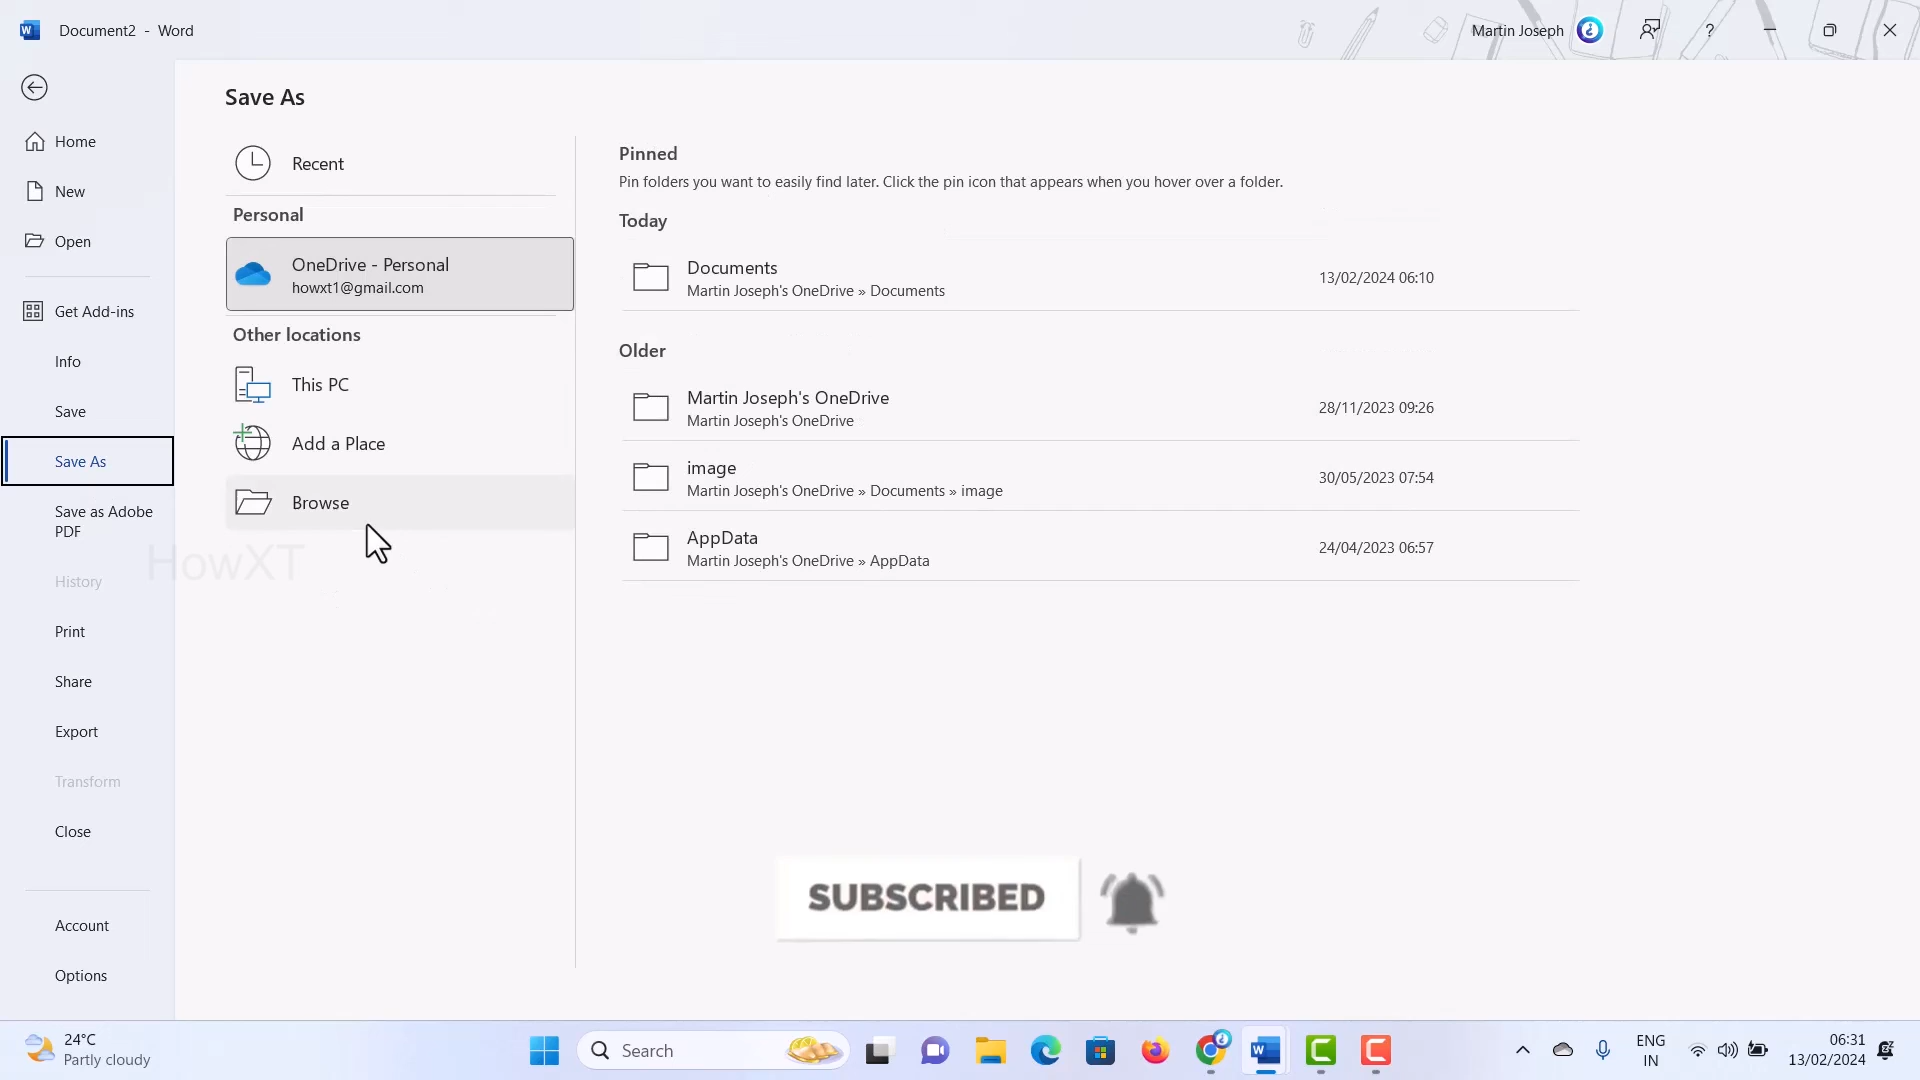 Document2 - Word
Martin Joseph
?
Save As
Home
New
Open
Get Add-ins
Info
Save
Save As
Save as Adobe
PDF
History
Print
Share
Export
Transform
Close
Account
Options
Recent
Personal
OneDrive - Personal
howxt1@gmail.com
Other locations
This PC
Add a Place
Browse
HowXT
Pinned
Pin folders you want to easily find later. Click the pin icon that appears when you hover over a folder.
Today
Documents
Martin Joseph's OneDrive » Documents
13/02/2024 06:10
Older
Martin Joseph's OneDrive
Martin Joseph's OneDrive
28/11/2023 09:26
image
Martin Joseph's OneDrive » Documents » image
30/05/2023 07:54
AppData
Martin Joseph's OneDrive » AppData
24/04/2023 06:57
SUBSCRIBED
24°C
Partly cloudy
Search
ENG
IN
06:31
13/02/2024